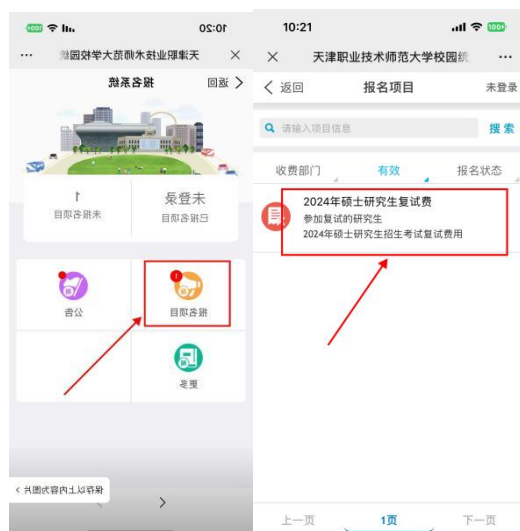 10:20
100+
× 天津职业技术师范大学校园统 ···
< 返回 报名系统
未登录
已报名项目
1
未报名项目
报名项目
公告
更多
保存以上内容为图片 >
10:21
100+
× 天津职业技术师范大学校园统 ···
< 返回 报名项目 未登录
请输入项目信息 搜索
收费部门 有效 报名状态
2024年硕士研究生复试费
参加复试的研究生
2024年硕士研究生招生考试复试费用
上一页 1页 下一页